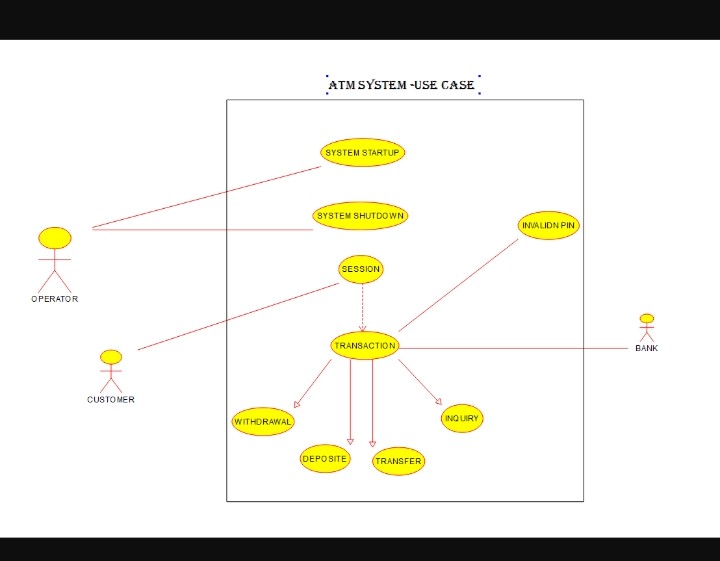 ATM SYSTEM -USE CASE
SYSTEM STARTUP
SYSTEM SHUTDOWN
INVALIDN PIN
SESSION
OPERATOR
TRANSACTION
BANK
CUSTOMER
WITHDRAWAL
INQUIRY
DEPOSITE
TRANSFER